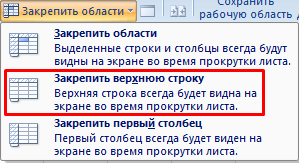 Закрепить области
Сохранить
рабочую область
Закрепить области
Выделенные строки и столбцы всегда будут
видны на экране во время прокрутки листа.
Закрепить верхнюю строку
Верхняя строка всегда будет видна на
экране во время прокрутки листа.
Закрепить первый столбец
Первый столбец всегда будет виден на
экране во время прокрутки листа.